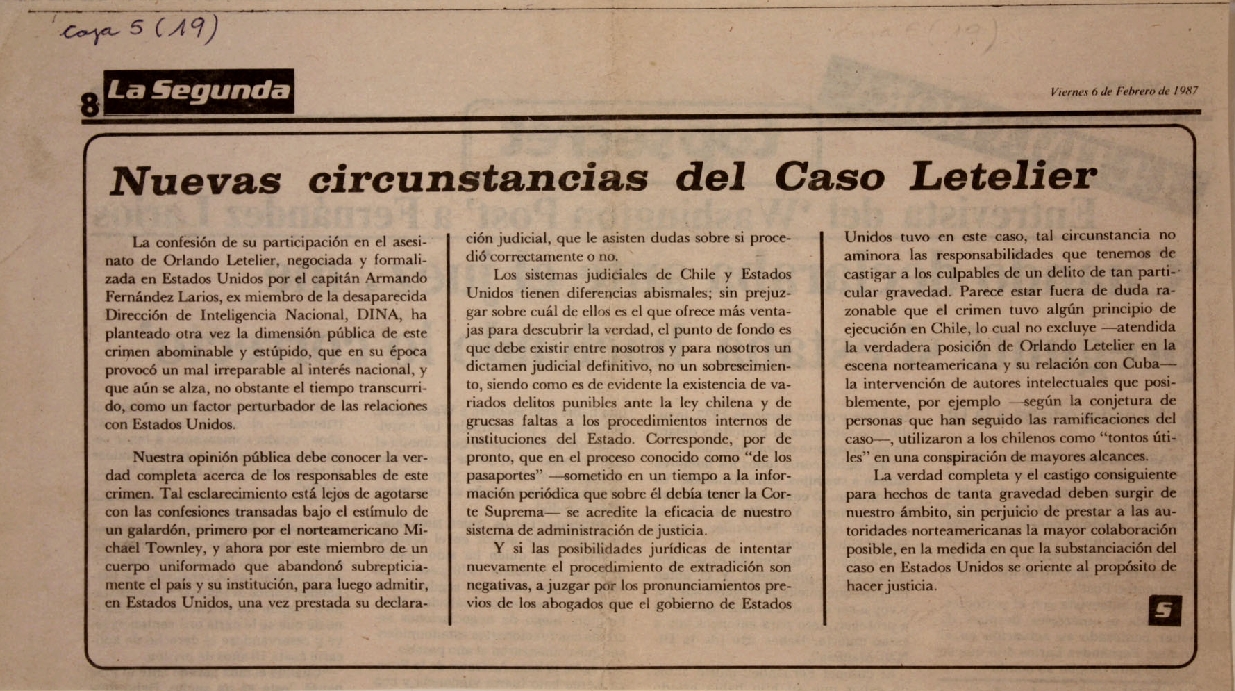 Caja 5 (19)
8 La Segunda
Viernes 6 de Febrero de 1987
Nuevas circunstancias del Caso Letelier
La confesión de su participación en el asesi-
nato de Orlando Letelier, negociada y formali-
zada en Estados Unidos por el capitán Armando
Fernández Larios, ex miembro de la desaparecida
Dirección de Inteligencia Nacional, DINA, ha
planteado otra vez la dimensión pública de este
crimen abominable y estúpido, que en su época
provocó un mal irreparable al interés nacional, y
que aún se alza, no obstante el tiempo transcurri-
do, como un factor perturbador de las relaciones
con Estados Unidos.
Nuestra opinión pública debe conocer la ver-
dad completa acerca de los responsables de este
crimen. Tal esclarecimiento está lejos de agotarse
con las confesiones transadas bajo el estímulo de
un galardón, primero por el norteamericano Mi-
chael Townley, y ahora por este miembro de un
cuerpo uniformado que abandonó subrepticia-
mente el país y su institución, para luego admitir,
en Estados Unidos, una vez prestada su declara-
ción judicial, que le asisten dudas sobre si proce-
dió correctamente o no.
Los sistemas judiciales de Chile y Estados
Unidos tienen diferencias abismales; sin prejuz-
gar sobre cuál de ellos es el que ofrece más venta-
jas para descubrir la verdad, el punto de fondo es
que debe existir entre nosotros y para nosotros un
dictamen judicial definitivo, no un sobreseimien-
to, siendo como es de evidente la existencia de va-
riados delitos punibles ante la ley chilena y de
gruesas faltas a los procedimientos internos de
instituciones del Estado. Corresponde, por de
pronto, que en el proceso conocido como "de los
pasaportes" —sometido en un tiempo a la infor-
mación periódica que sobre él debía tener la Cor-
te Suprema— se acredite la eficacia de nuestro
sistema de administración de justicia.
Y si las posibilidades jurídicas de intentar
nuevamente el procedimiento de extradición son
negativas, a juzgar por los pronunciamientos pre-
vios de los abogados que el gobierno de Estados
Unidos tuvo en este caso, tal circunstancia no
aminora las responsabilidades que tenemos de
castigar a los culpables de un delito de tan parti-
cular gravedad. Parece estar fuera de duda ra-
zonable que el crimen tuvo algún principio de
ejecución en Chile, lo cual no excluye —atendida
la verdadera posición de Orlando Letelier en la
escena norteamericana y su relación con Cuba—
la intervención de autores intelectuales que posi-
blemente, por ejemplo —según la conjetura de
personas que han seguido las ramificaciones del
caso—, utilizaron a los chilenos como "tontos úti-
les" en una conspiración de mayores alcances.
La verdad completa y el castigo consiguiente
para hechos de tanta gravedad deben surgir de
nuestro ámbito, sin perjuicio de prestar a las au-
toridades norteamericanas la mayor colaboración
posible, en la medida en que la substanciación del
caso en Estados Unidos se oriente al propósito de
hacer justicia.
S